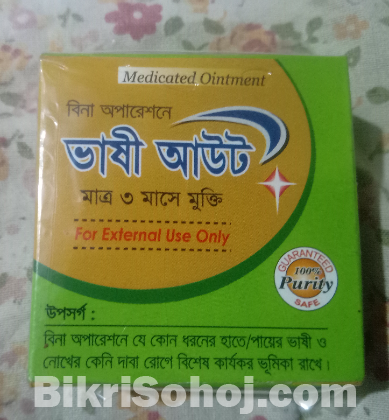 Medicated Ointment
বিনা অপারেশনে
ভাষী আউট
মাত্র ৩ মাসে মুক্তি
For External Use Only
GUARANTEED
100%
Purity
SAFE
উপসর্গ :
বিনা অপারেশনে যে কোন ধরনের হাতে/পায়ের ভাষী ও
নোখের কেনি দাবা রোগে বিশেষ কার্যকর ভূমিকা রাখে।
BikriSohoj.com